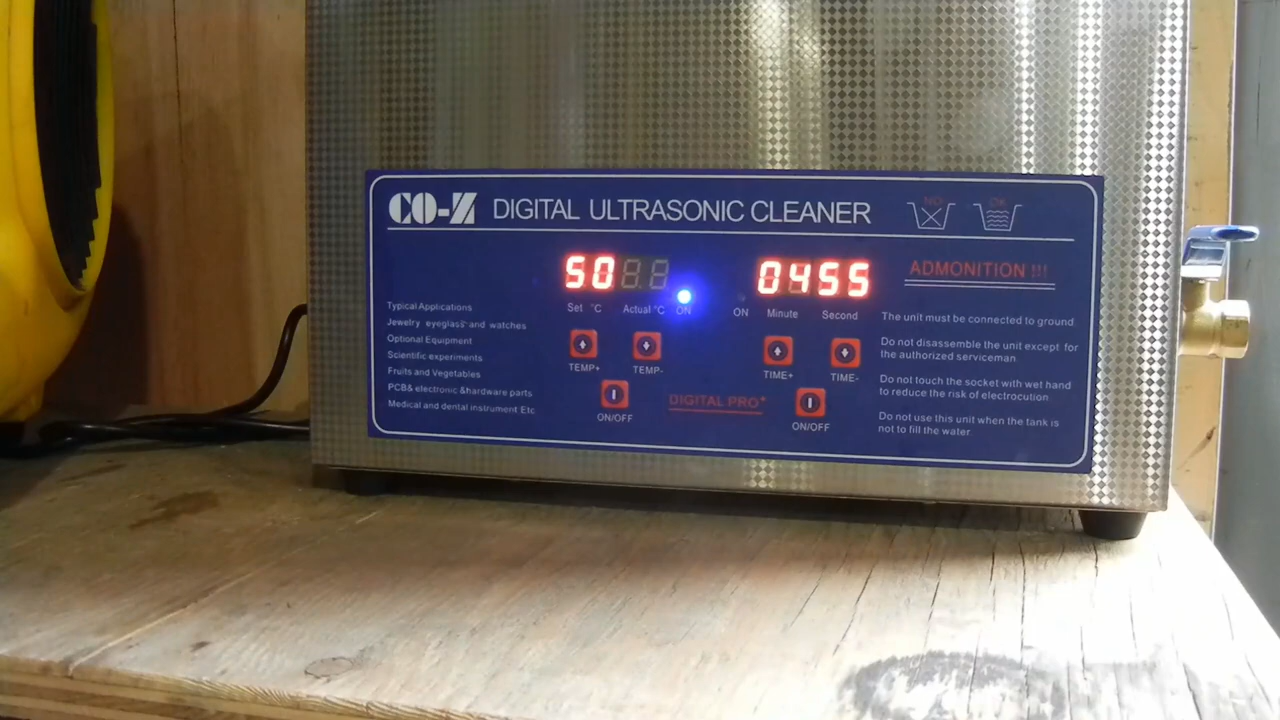 CO-Z DIGITAL ULTRASONIC CLEANER NO OK
50 0455 ADMONITION !!!
Set °C Actual °C ON ON Minute Second
Typical Applications
Jewelry eyeglass and watches
Optional Equipment
Scientific experiments
Fruits and Vegetables
PCB& electronic &hardware parts
Medical and dental instrument Etc
TEMP+ TEMP- TIME+ TIME-
ON/OFF DIGITAL PRO+ ON/OFF
The unit must be connected to ground.
Do not disassemble the unit except for
the authorized serviceman.
Do not touch the socket with wet hand
to reduce the risk of electrocution.
Do not use this unit when the tank is
not to fill the water.